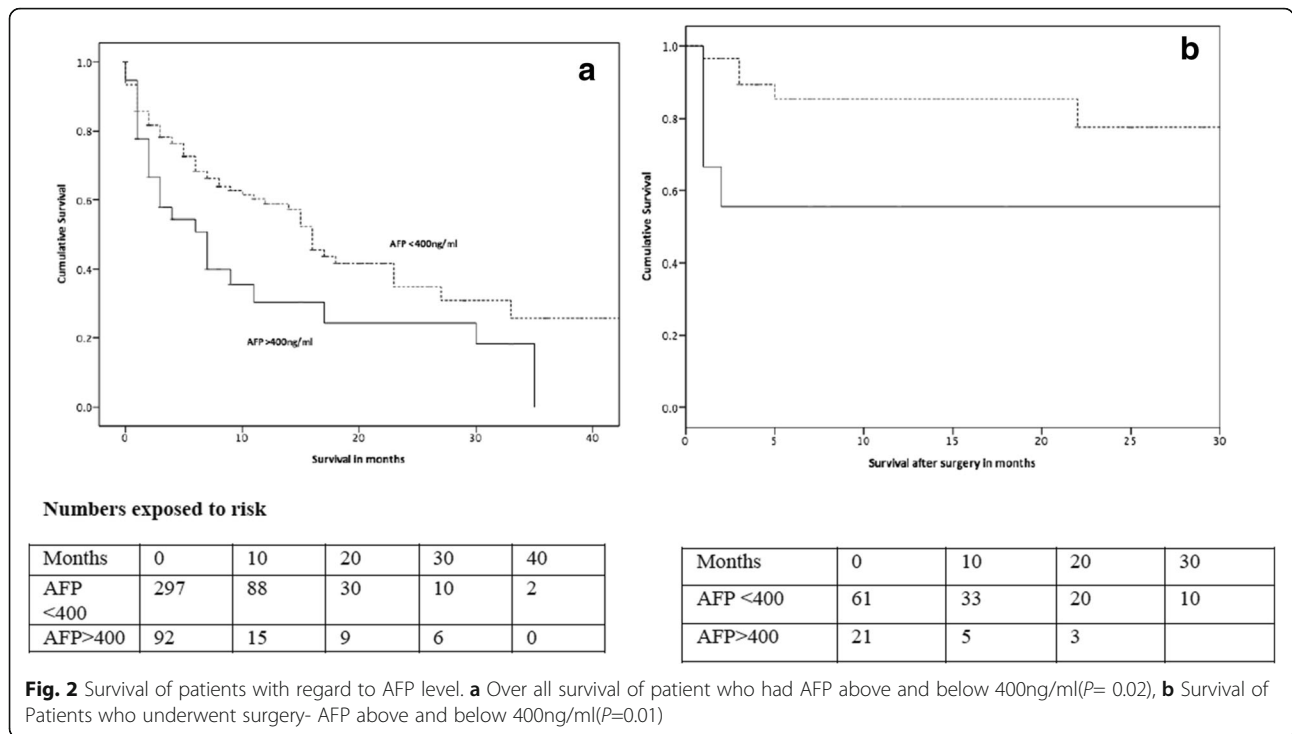 a
1.0
0.8
0.6
0.4
0.2
0.0
Cumulative Survival
AFP <400ng/ml
AFP>400ng/ml
0 10 20 30 40
Survival in months
b
1.0
0.8
0.6
0.4
0.2
0.0
Cumulative Survival
0 5 10 15 20 25 30
Survival after surgery in months
Numbers exposed to risk
Months 0 10 20 30 40
AFP <400 297 88 30 10 2
AFP>400 92 15 9 6 0
Months 0 10 20 30
AFP <400 61 33 20 10
AFP>400 21 5 3
Fig. 2 Survival of patients with regard to AFP level. a Over all survival of patient who had AFP above and below 400ng/ml(P= 0.02), b Survival of
Patients who underwent surgery- AFP above and below 400ng/ml(P=0.01)